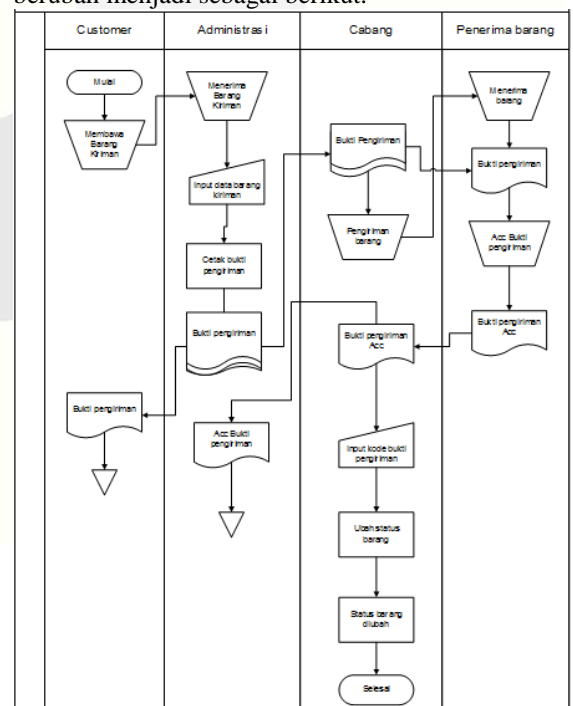 berubah menjadi sebagai berikut:
Customer
Administrasi
Cabang
Penerima barang
Mulai
Membawa
Barang
Kiriman
Menerima
Barang
Kiriman
Input data barang
kiriman
Cetak bukti
pengiriman
Bukti pengiriman
Bukti pengiriman
Acc Bukti
pengiriman
Bukti Pengiriman
Pengiriman
barang
Bukti pengiriman
Acc
Input kode bukti
pengiriman
Ubah status
barang
Status barang
diubah
Selesai
Menerima
barang
Bukti pengiriman
Acc Bukti
pengiriman
Bukti pengiriman
Acc